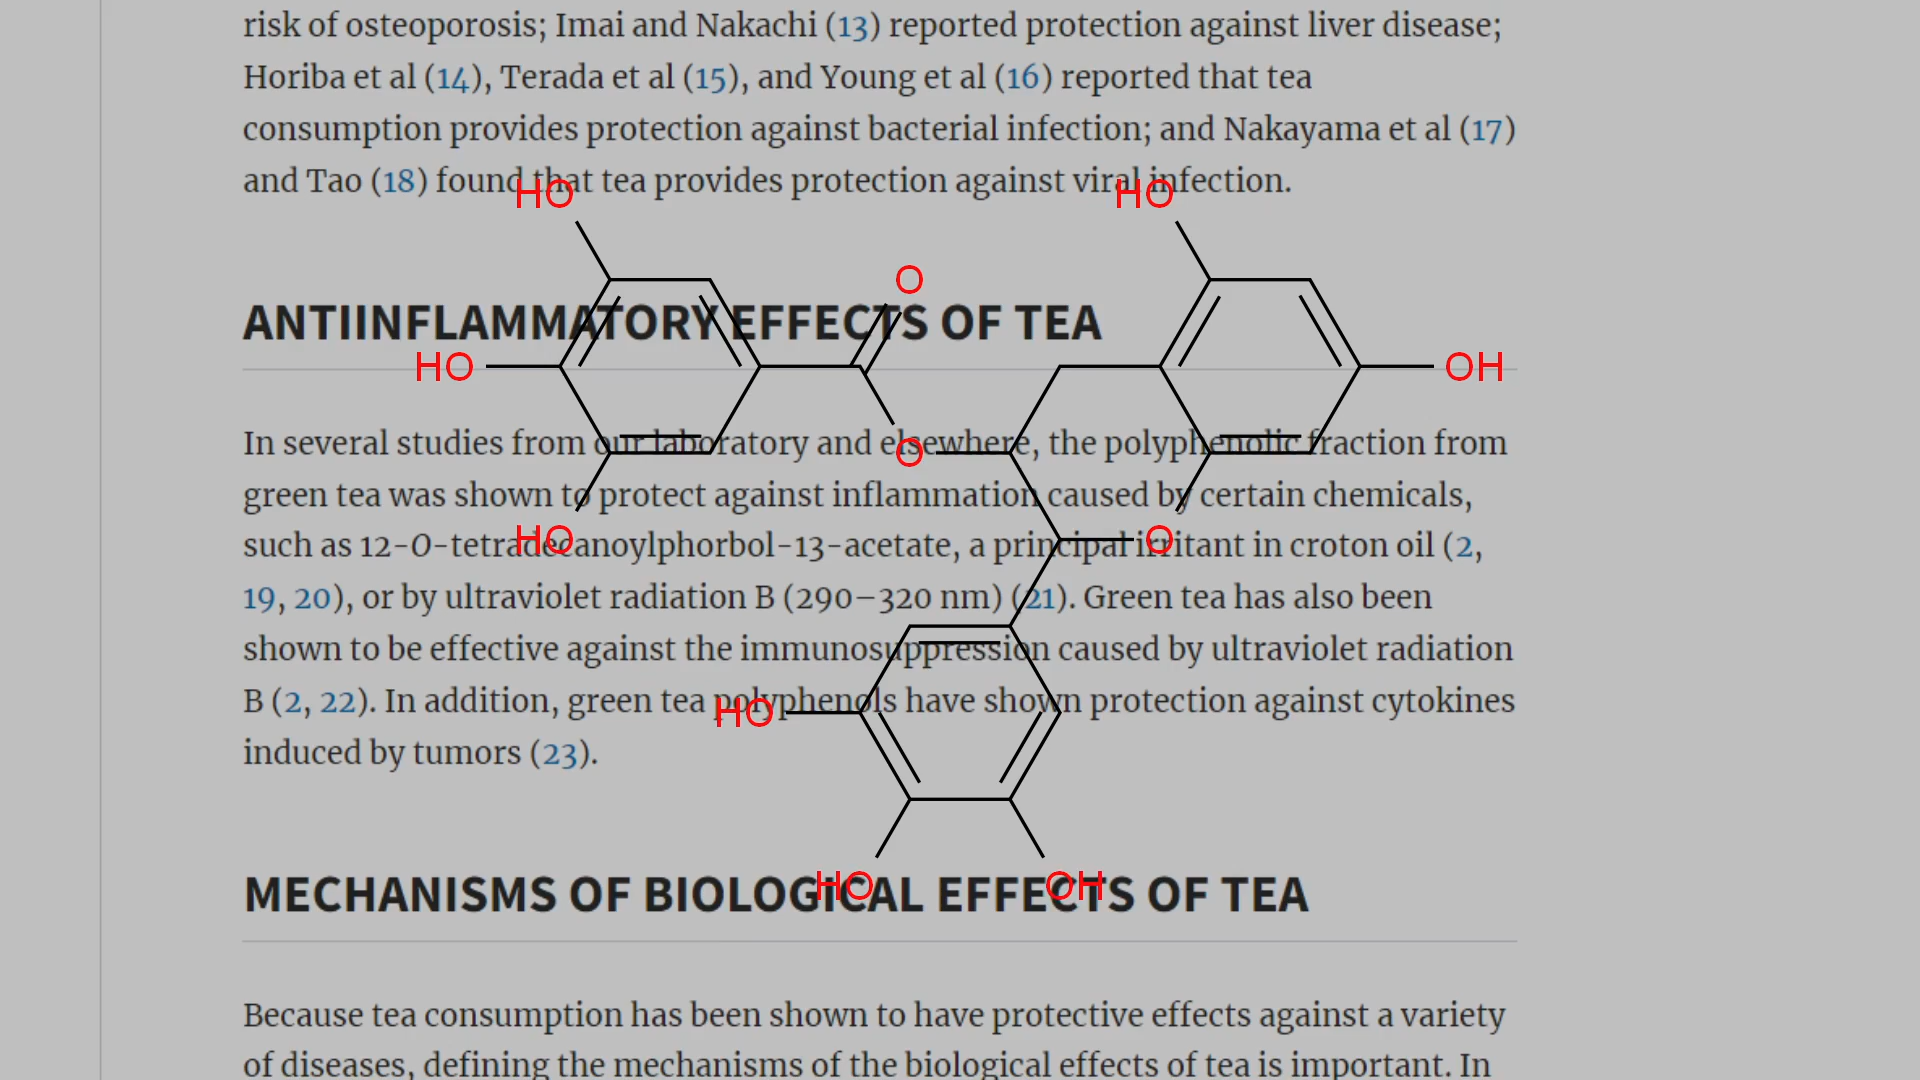 risk of osteoporosis; Imai and Nakachi (13) reported protection against liver disease;
Horiba et al (14), Terada et al (15), and Young et al (16) reported that tea
consumption provides protection against bacterial infection; and Nakayama et al (17)
and Tao (18) found that tea provides protection against viral infection.
HO HO
O
ANTIINFLAMMATORY EFFECTS OF TEA
HO OH
In several studies from our laboratory and elsewhere, the polyphenolic fraction from
O
green tea was shown to protect against inflammation caused by certain chemicals,
such as 12-O-tetradecanoylphorbol-13-acetate, a principal irritant in croton oil (2,
HO O
19, 20), or by ultraviolet radiation B (290–320 nm) (21). Green tea has also been
shown to be effective against the immunosuppression caused by ultraviolet radiation
B (2, 22). In addition, green tea polyphenols have shown protection against cytokines
HO
induced by tumors (23).
HO OH
MECHANISMS OF BIOLOGICAL EFFECTS OF TEA
Because tea consumption has been shown to have protective effects against a variety
of diseases, defining the mechanisms of the biological effects of tea is important. In